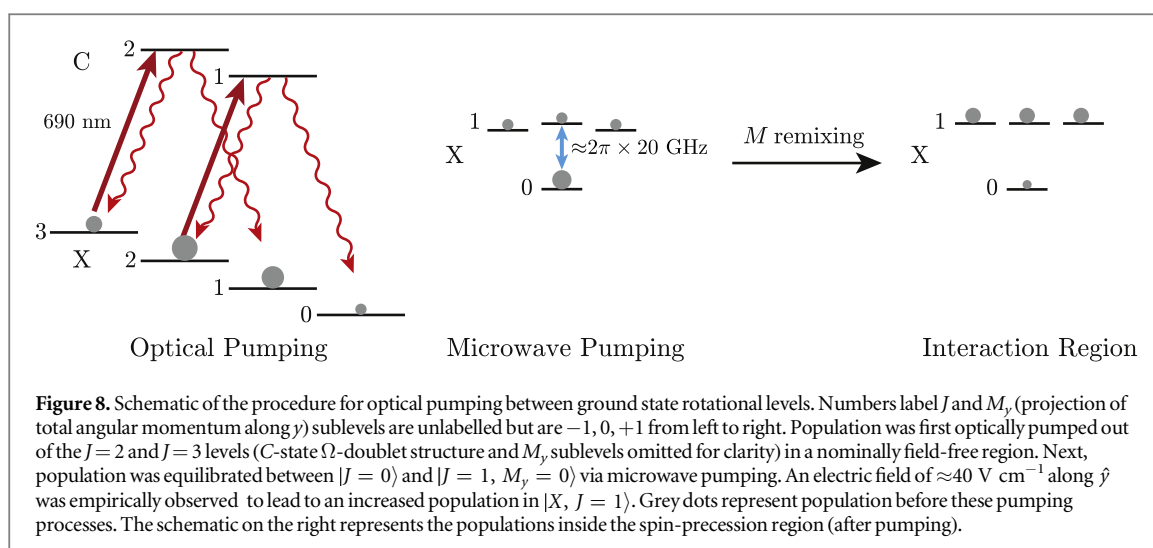 C
2
1
690 nm
3
X
2
1
0
Optical Pumping
1
X
≈2π × 20 GHz
0
Microwave Pumping
M remixing
1
X
0
Interaction Region
Figure 8. Schematic of the procedure for optical pumping between ground state rotational levels. Numbers label J and M_y (projection of
total angular momentum along y) sublevels are unlabelled but are −1, 0, +1 from left to right. Population was first optically pumped out
of the J = 2 and J = 3 levels (C-state Ω-doublet structure and M_y sublevels omitted for clarity) in a nominally field-free region. Next,
population was equilibrated between |J = 0⟩ and |J = 1, M_y = 0⟩ via microwave pumping. An electric field of ≈40 V cm⁻¹ along ŷ
was empirically observed to lead to an increased population in |X, J = 1⟩. Grey dots represent population before these pumping
processes. The schematic on the right represents the populations inside the spin-precession region (after pumping).